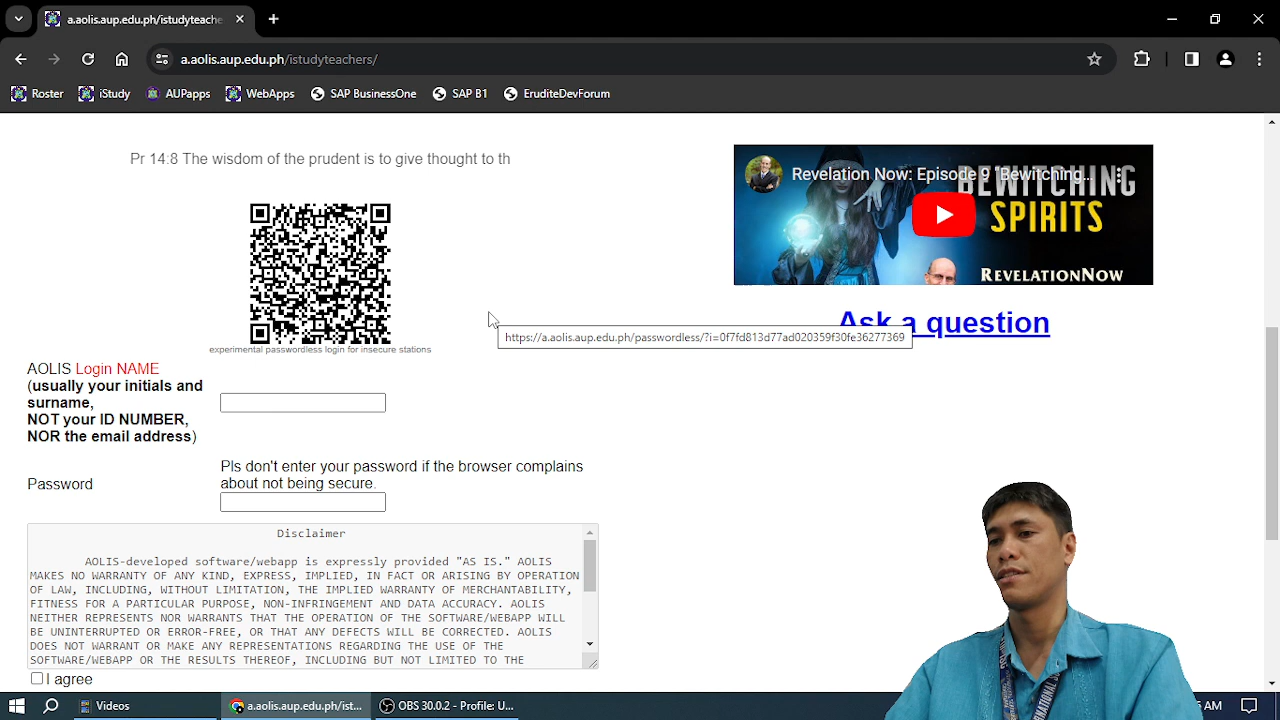 a.aolis.aup.edu.ph/istudyteache
a.aolis.aup.edu.ph/istudyteachers/
Roster
iStudy
AUPapps
WebApps
SAP BusinessOne
SAP B1
EruditeDevForum
Pr 14:8 The wisdom of the prudent is to give thought to th
Revelation Now: Episode 9 "Bewitching...
BEWITCHING
SPIRITS
REVELATIONNOW
Ask a question
https://a.aolis.aup.edu.ph/passwordless/?i=0f7fd813d77ad020359f30fe36277369
experimental passwordless login for insecure stations
AOLIS Login NAME
(usually your initials and
surname,
NOT your ID NUMBER,
NOR the email address)
Pls don't enter your password if the browser complains
about not being secure.
Password
Disclaimer
AOLIS-developed software/webapp is expressly provided "AS IS." AOLIS
MAKES NO WARRANTY OF ANY KIND, EXPRESS, IMPLIED, IN FACT OR ARISING BY OPERATION
OF LAW, INCLUDING, WITHOUT LIMITATION, THE IMPLIED WARRANTY OF MERCHANTABILITY,
FITNESS FOR A PARTICULAR PURPOSE, NON-INFRINGEMENT AND DATA ACCURACY. AOLIS
NEITHER REPRESENTS NOR WARRANTS THAT THE OPERATION OF THE SOFTWARE/WEBAPP WILL
BE UNINTERRUPTED OR ERROR-FREE, OR THAT ANY DEFECTS WILL BE CORRECTED. AOLIS
DOES NOT WARRANT OR MAKE ANY REPRESENTATIONS REGARDING THE USE OF THE
SOFTWARE/WEBAPP OR THE RESULTS THEREOF, INCLUDING BUT NOT LIMITED TO THE
I agree
Videos
a.aolis.aup.edu.ph/ist...
OBS 30.0.2 - Profile: U...
AM